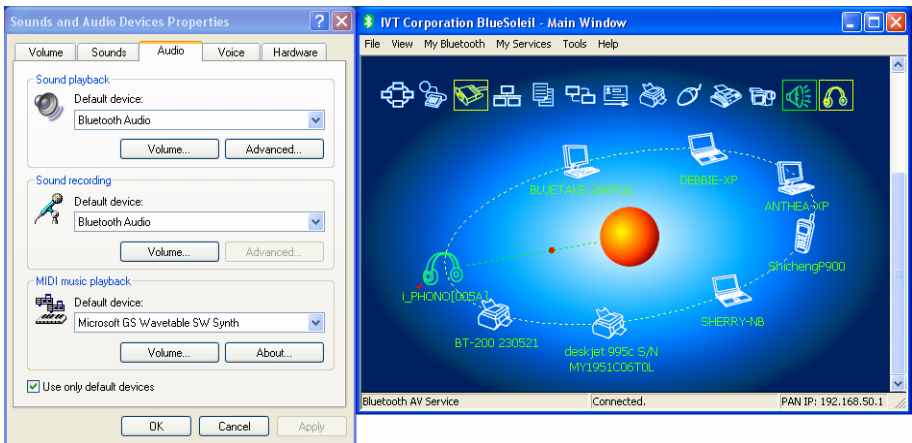 Sounds and Audio Devices Properties
Volume
Sounds
Audio
Voice
Hardware
Sound playback
Default device:
Bluetooth Audio
Volume...
Advanced...
Sound recording
Default device:
Bluetooth Audio
Volume...
Advanced...
MIDI music playback
Default device:
Microsoft GS Wavetable SW Synth
Volume...
About...
Use only default devices
OK
Cancel
Apply
IVT Corporation BlueSoleil - Main Window
File View My Bluetooth My Services Tools Help
DEBBIE-XP
ANTHEA-XP
ShichengP900
i_PHONO[005A]
SHERRY-NB
BT-200 230521
deskjet 995c S/N
MY1951C06T0L
Bluetooth AV Service
Connected.
PAN IP: 192.168.50.1